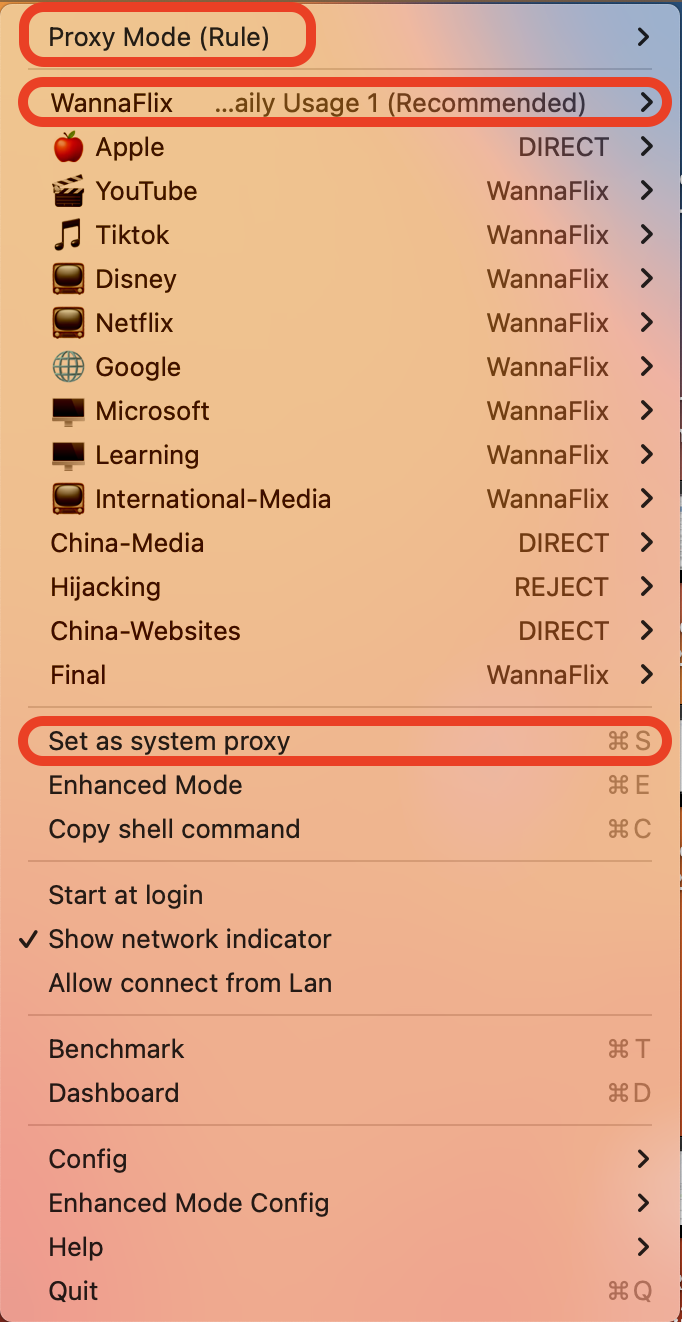 Proxy Mode (Rule)
WannaFlix ...aily Usage 1 (Recommended)
Apple DIRECT
YouTube WannaFlix
Tiktok WannaFlix
Disney WannaFlix
Netflix WannaFlix
Google WannaFlix
Microsoft WannaFlix
Learning WannaFlix
International-Media WannaFlix
China-Media DIRECT
Hijacking REJECT
China-Websites DIRECT
Final WannaFlix
Set as system proxy ⌘S
Enhanced Mode ⌘E
Copy shell command ⌘C
Start at login
✓ Show network indicator
Allow connect from Lan
Benchmark ⌘T
Dashboard ⌘D
Config
Enhanced Mode Config
Help
Quit ⌘Q